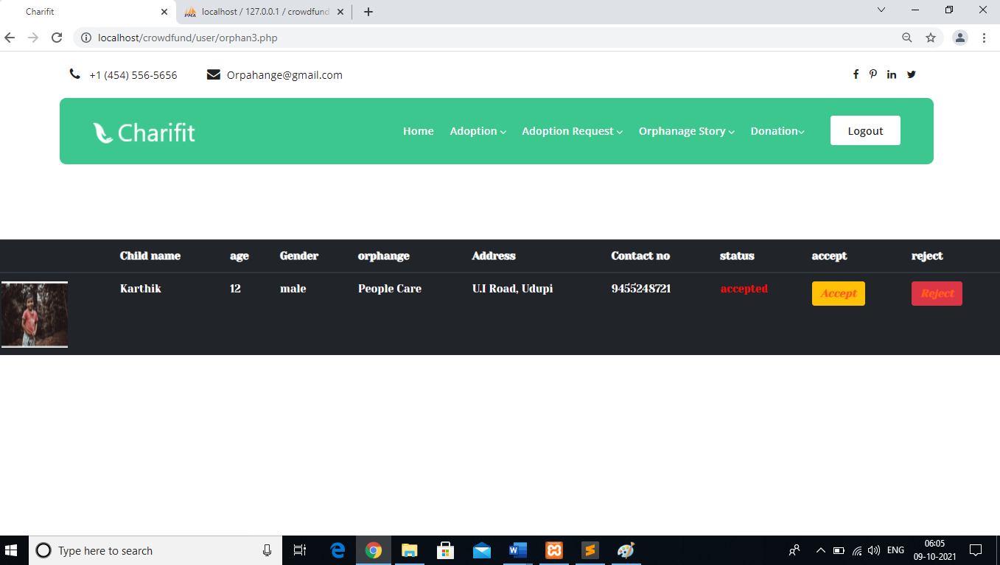 Charifit
localhost / 127.0.0.1 / crowdfund
localhost/crowdfund/user/orphan3.php
+1 (454) 556-5656 Orpahange@gmail.com
Charifit Home Adoption Adoption Request Orphanage Story Donation Logout
Child name age Gender orphange Address Contact no status accept reject
Karthik 12 male People Care U.I Road, Udupi 9455248721 accepted Accept Reject
Type here to search
ENG
06:05
09-10-2021